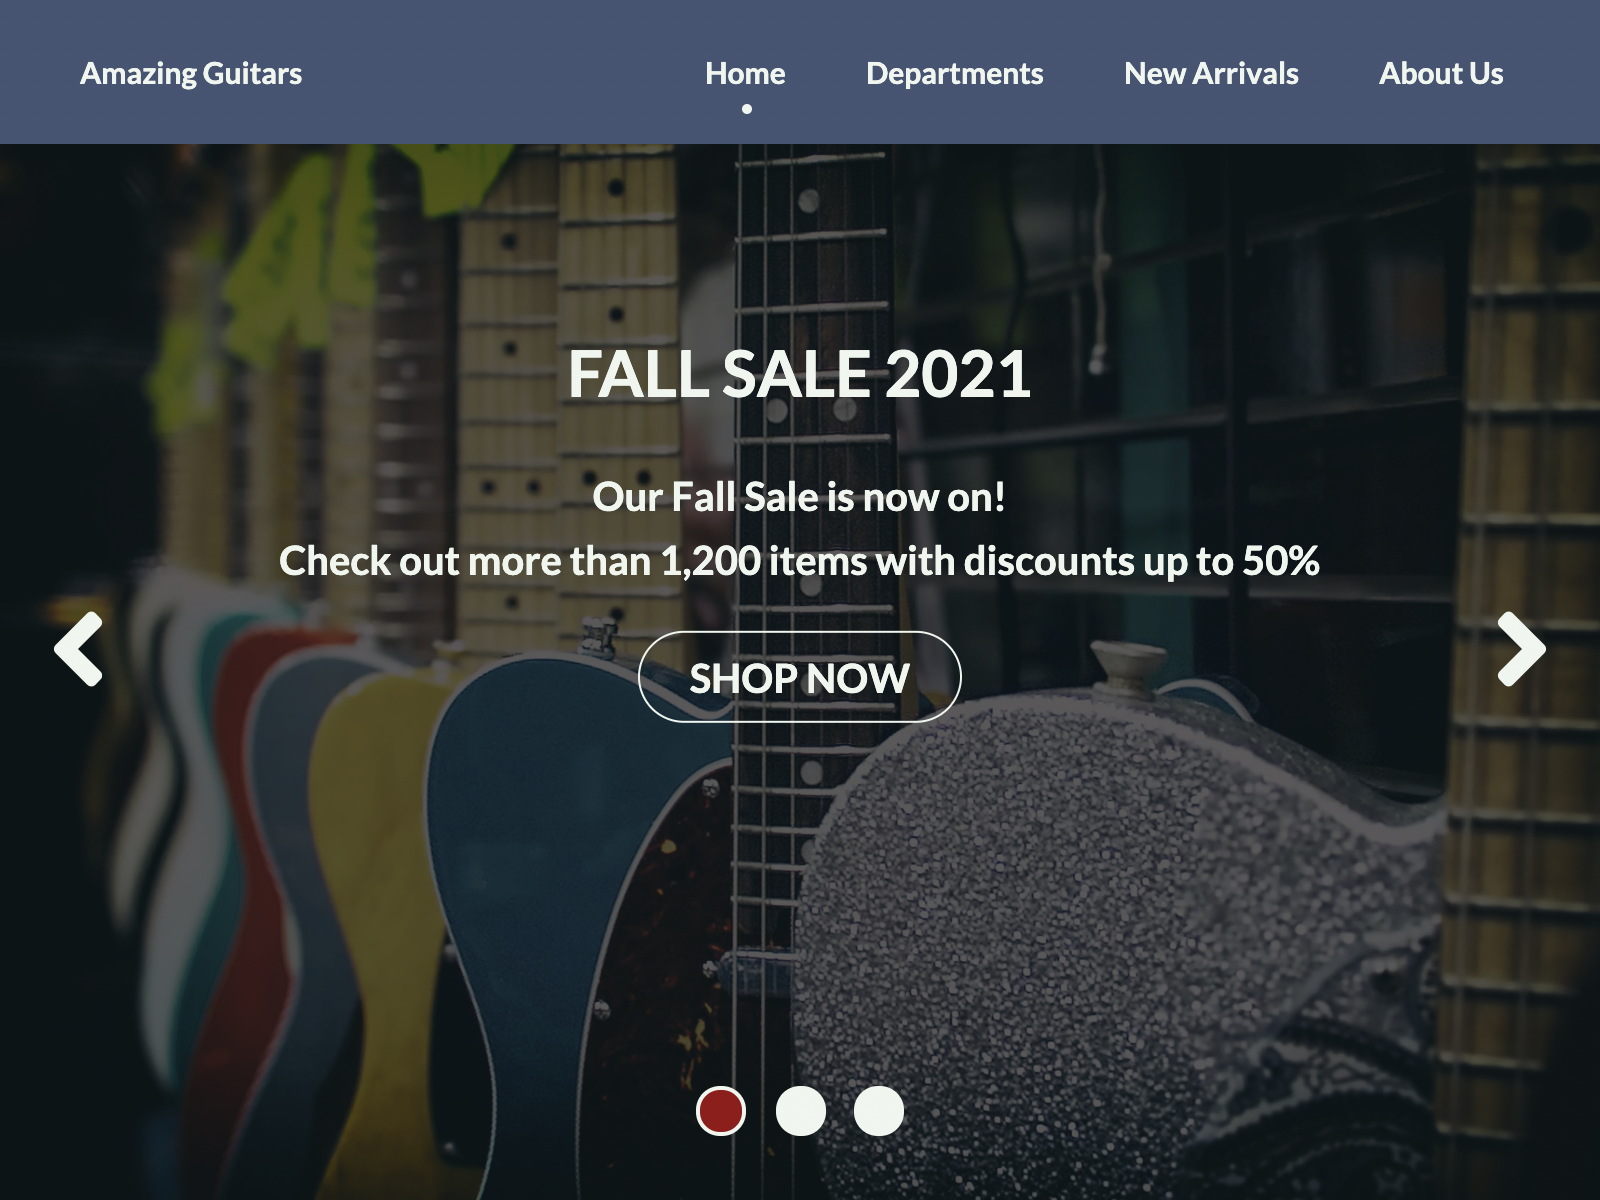 Amazing Guitars
Home
Departments
New Arrivals
About Us
FALL SALE 2021
Our Fall Sale is now on!
Check out more than 1,200 items with discounts up to 50%
SHOP NOW